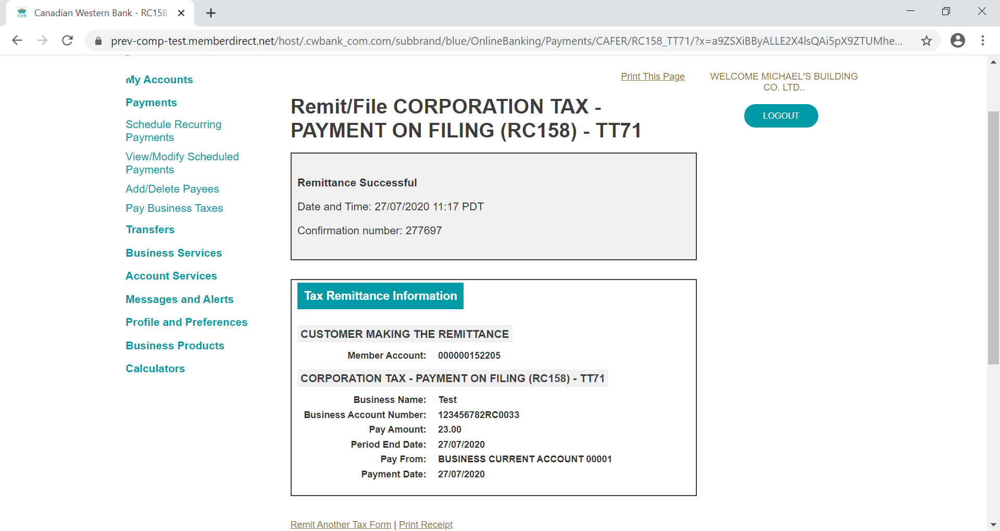 Canadian Western Bank - RC158
prev-comp-test.memberdirect.net/host/.cwbank_com.com/subbrand/blue/OnlineBanking/Payments/CAFER/RC158_TT71/?x=a9ZSXiBByALLE2X4lsQAi5pX9ZTUMhe...
My Accounts
Payments
Schedule Recurring
Payments
View/Modify Scheduled
Payments
Add/Delete Payees
Pay Business Taxes
Transfers
Business Services
Account Services
Messages and Alerts
Profile and Preferences
Business Products
Calculators
Print This Page
WELCOME MICHAEL'S BUILDING
CO. LTD..
LOGOUT
Remit/File CORPORATION TAX -
PAYMENT ON FILING (RC158) - TT71
Remittance Successful
Date and Time: 27/07/2020 11:17 PDT
Confirmation number: 277697
Tax Remittance Information
CUSTOMER MAKING THE REMITTANCE
Member Account: 000000152205
CORPORATION TAX - PAYMENT ON FILING (RC158) - TT71
Business Name: Test
Business Account Number: 123456782RC0033
Pay Amount: 23.00
Period End Date: 27/07/2020
Pay From: BUSINESS CURRENT ACCOUNT 00001
Payment Date: 27/07/2020
Remit Another Tax Form | Print Receipt